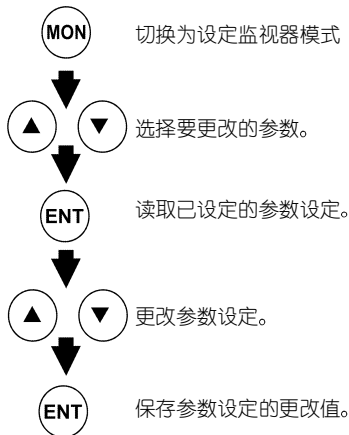 MON 切换为设定监视器模式
▲ ▼ 选择要更改的参数。
ENT 读取已设定的参数设定。
▲ ▼ 更改参数设定。
ENT 保存参数设定的更改值。